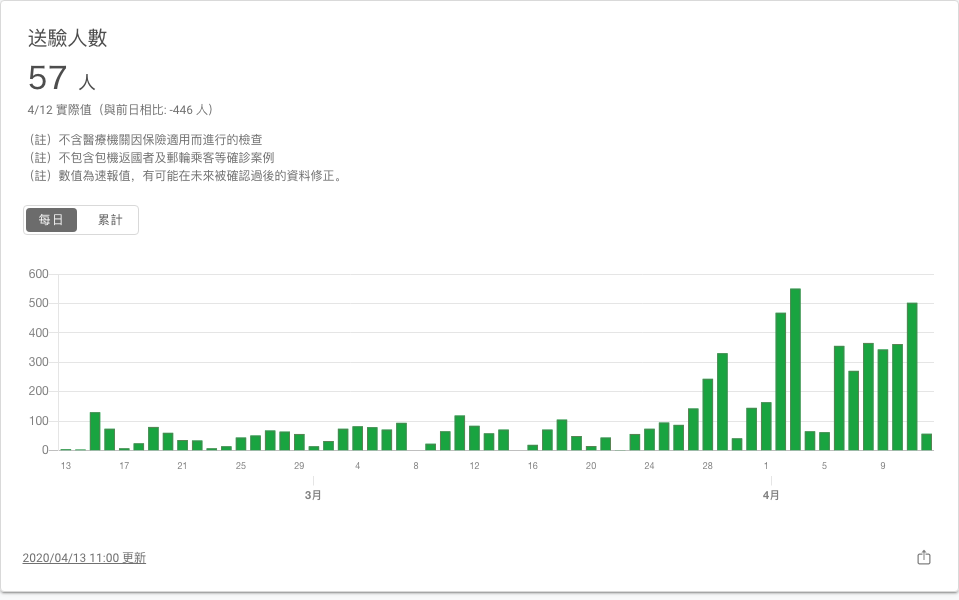 送驗人數
57 人
4/12 實際值（與前日相比: -446 人）
（註）不含醫療機關因保險適用而進行的檢查
（註）不包含包機返國者及郵輪乘客等確診案例
（註）數值為速報值，有可能在未來被確認過後的資料修正。
每日 累計
600
500
400
300
200
100
0
13 17 21 25 29 4 8 12 16 20 24 28 1 5 9
3月 4月
2020/04/13 11:00 更新